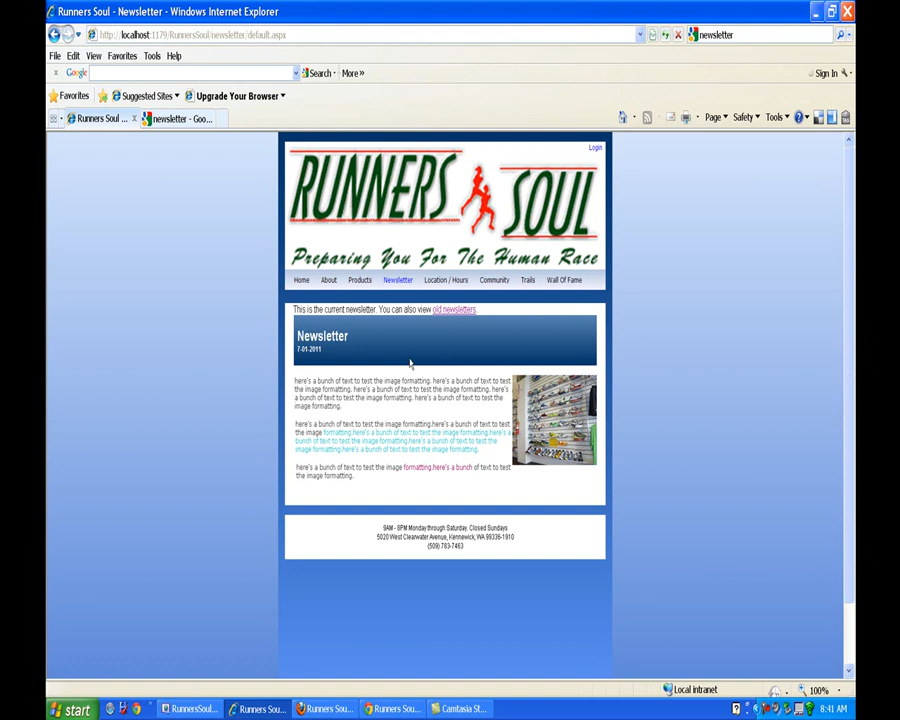 Runners Soul - Newsletter - Windows Internet Explorer
http://localhost:1179/RunnersSoul/newsletter/default.aspx
newsletter
File Edit View Favorites Tools Help
x Google Search More »
Sign In
Favorites Suggested Sites Upgrade Your Browser
Runners Soul ... x newsletter - Goo...
Page Safety Tools
Login
RUNNERS SOUL
Preparing You For The Human Race
Home About Products Newsletter Location / Hours Community Trails Wall Of Fame
This is the current newsletter. You can also view old newsletters.
Newsletter
7-01-2011
here's a bunch of text to test the image formatting. here's a bunch of text to test
the image formatting. here's a bunch of text to test the image formatting. here's
a bunch of text to test the image formatting. here's a bunch of text to test the
image formatting.
here's a bunch of text to test the image formatting.here's a bunch of text to test
the image formatting.here's a bunch of text to test the image formatting.here's a
bunch of text to test the image formatting.here's a bunch of text to test the
image formatting.here's a bunch of text to test the image formatting.
here's a bunch of text to test the image formatting.here's a bunch of text to test
the image formatting.
9AM - 8PM Monday through Saturday. Closed Sundays
5020 West Clearwater Avenue, Kennewick, WA 99336-1910
(509) 783-7463
Local intranet
100%
start
RunnersSoul...
Runners Sou...
Runners Sou...
Runners Sou...
Camtasia St...
8:41 AM